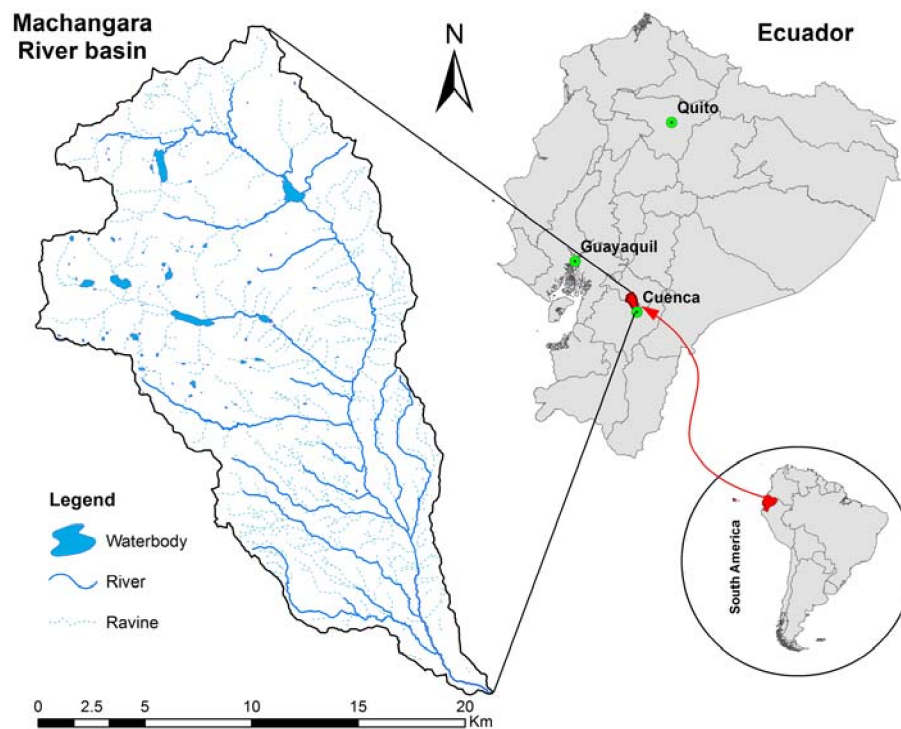 Machangara
River basin
N
Ecuador
Quito
Guayaquil
Cuenca
Legend
Waterbody
River
Ravine
South America
0 2.5 5 10 15 20
Km